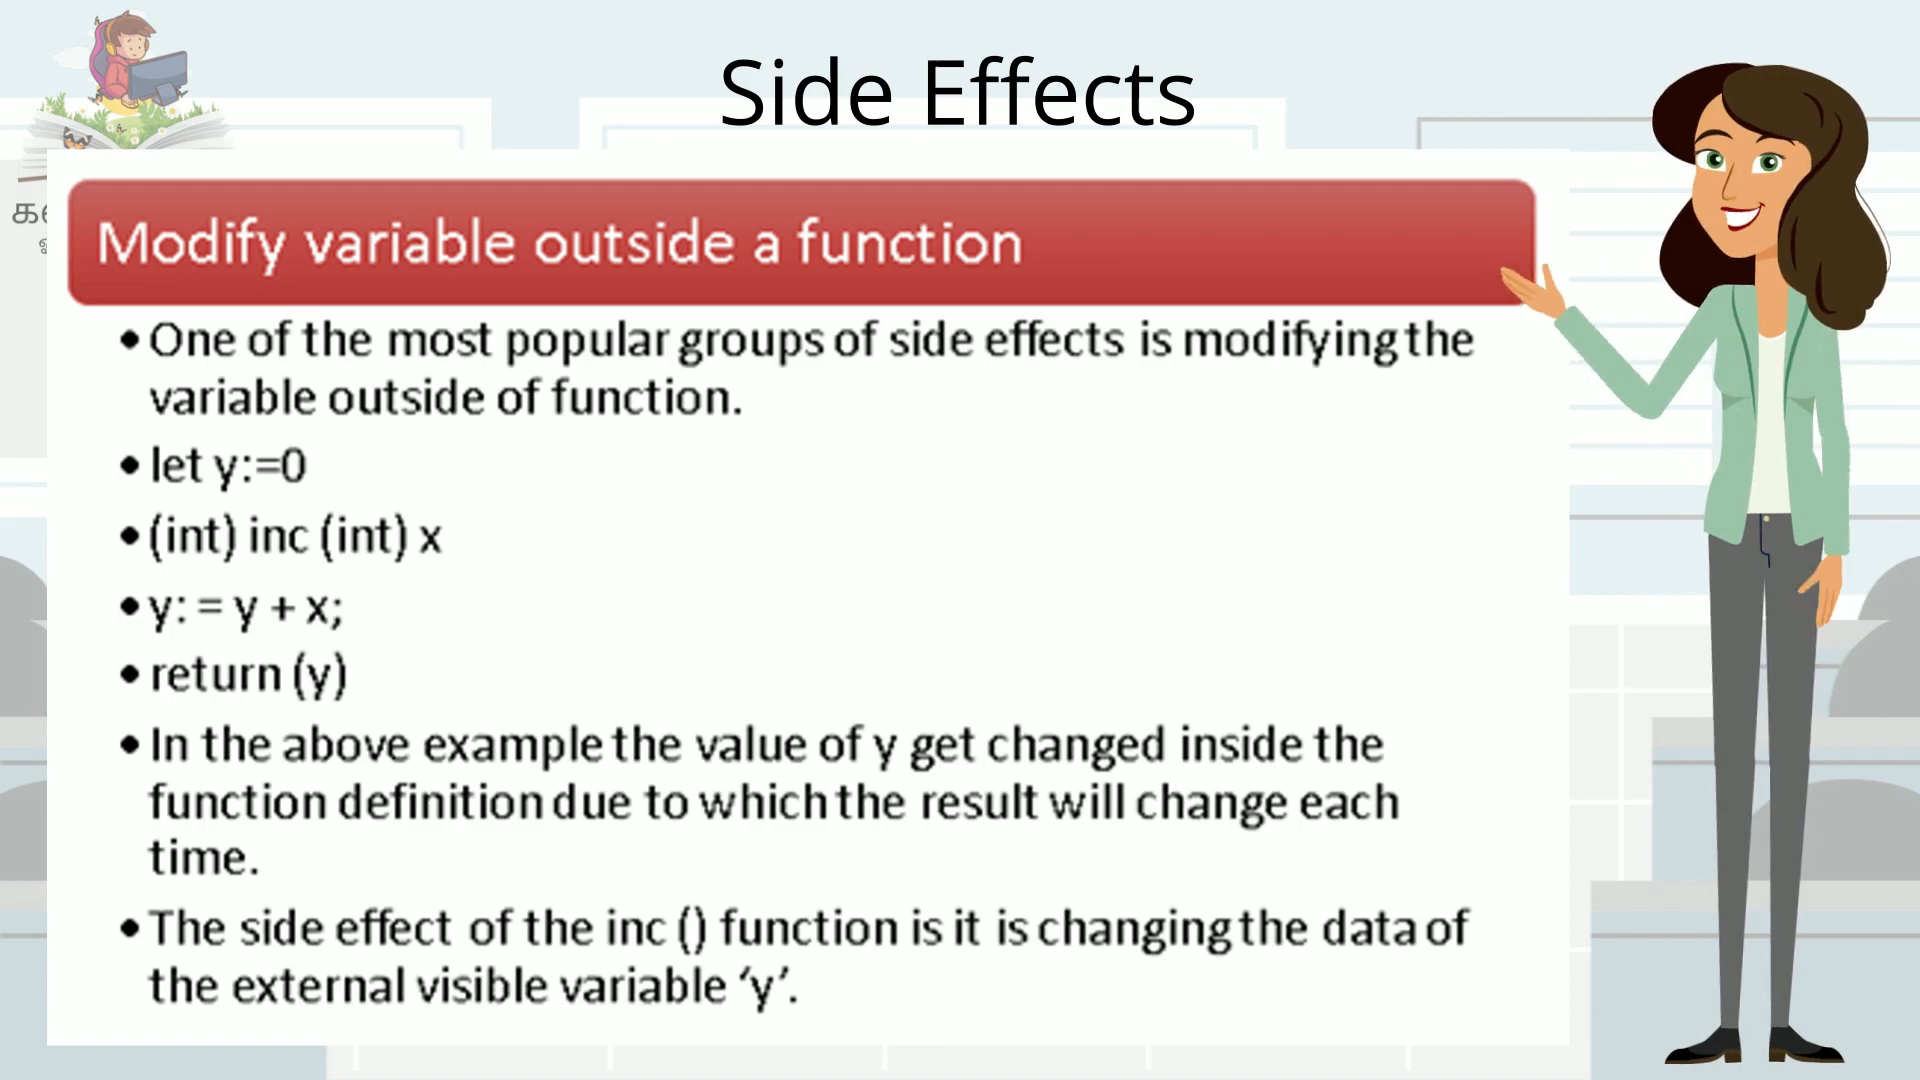 Side Effects
Modify variable outside a function
• One of the most popular groups of side effects is modifying the
variable outside of function.
• let y:=0
• (int) inc (int) x
• y: = y + x;
• return (y)
• In the above example the value of y get changed inside the
function definition due to which the result will change each
time.
• The side effect of the inc () function is it is changing the data of
the external visible variable ‘y’.